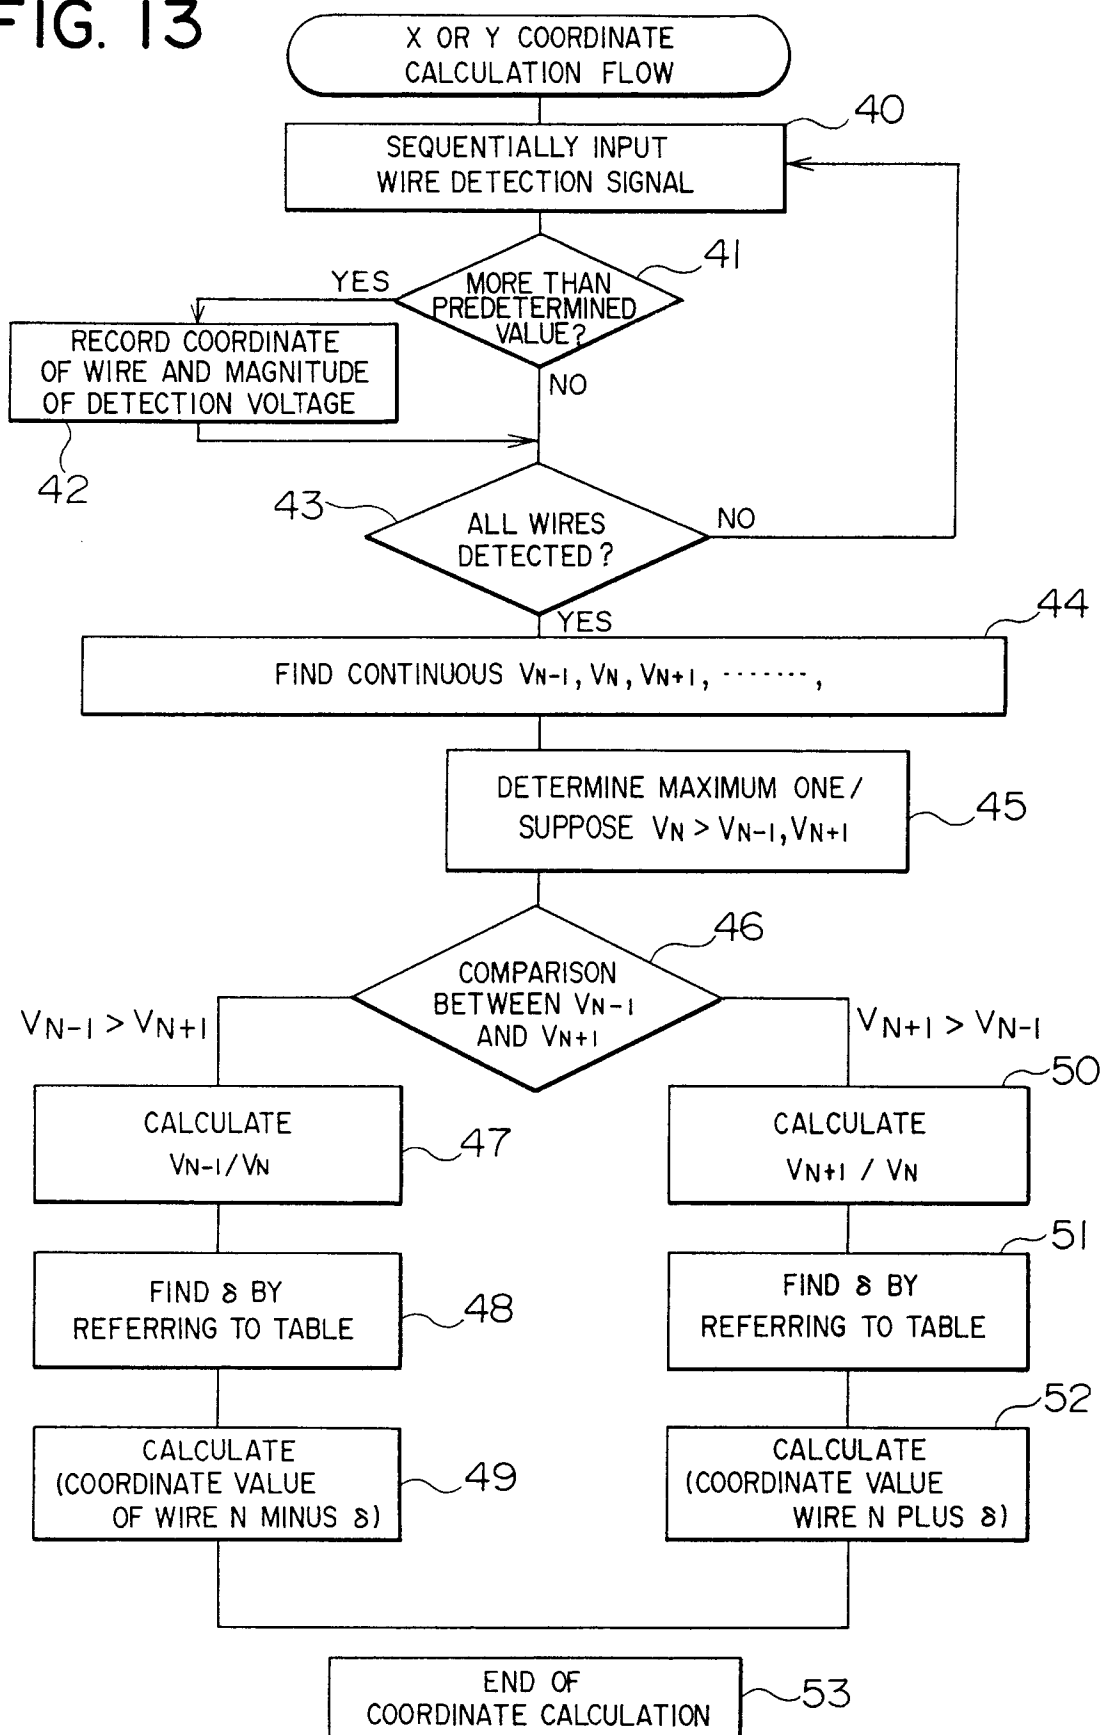 FIG. 13
X OR Y COORDINATE
CALCULATION FLOW
40
SEQUENTIALLY INPUT
WIRE DETECTION SIGNAL
41
YES
MORE THAN
PREDETERMINED
VALUE?
RECORD COORDINATE
OF WIRE AND MAGNITUDE
OF DETECTION VOLTAGE
NO
42
43
ALL WIRES
DETECTED?
NO
YES
44
FIND CONTINUOUS VN-1, VN, VN+1, ········,
DETERMINE MAXIMUM ONE/
SUPPOSE VN > VN-1, VN+1
45
46
COMPARISON
BETWEEN VN-1
AND VN+1
VN-1 > VN+1
VN+1 > VN-1
CALCULATE
VN-1/VN
47
50
CALCULATE
VN+1 / VN
FIND δ BY
REFERRING TO TABLE
48
51
FIND δ BY
REFERRING TO TABLE
CALCULATE
(COORDINATE VALUE
OF WIRE N MINUS δ)
49
52
CALCULATE
(COORDINATE VALUE
WIRE N PLUS δ)
END OF
COORDINATE CALCULATION
53